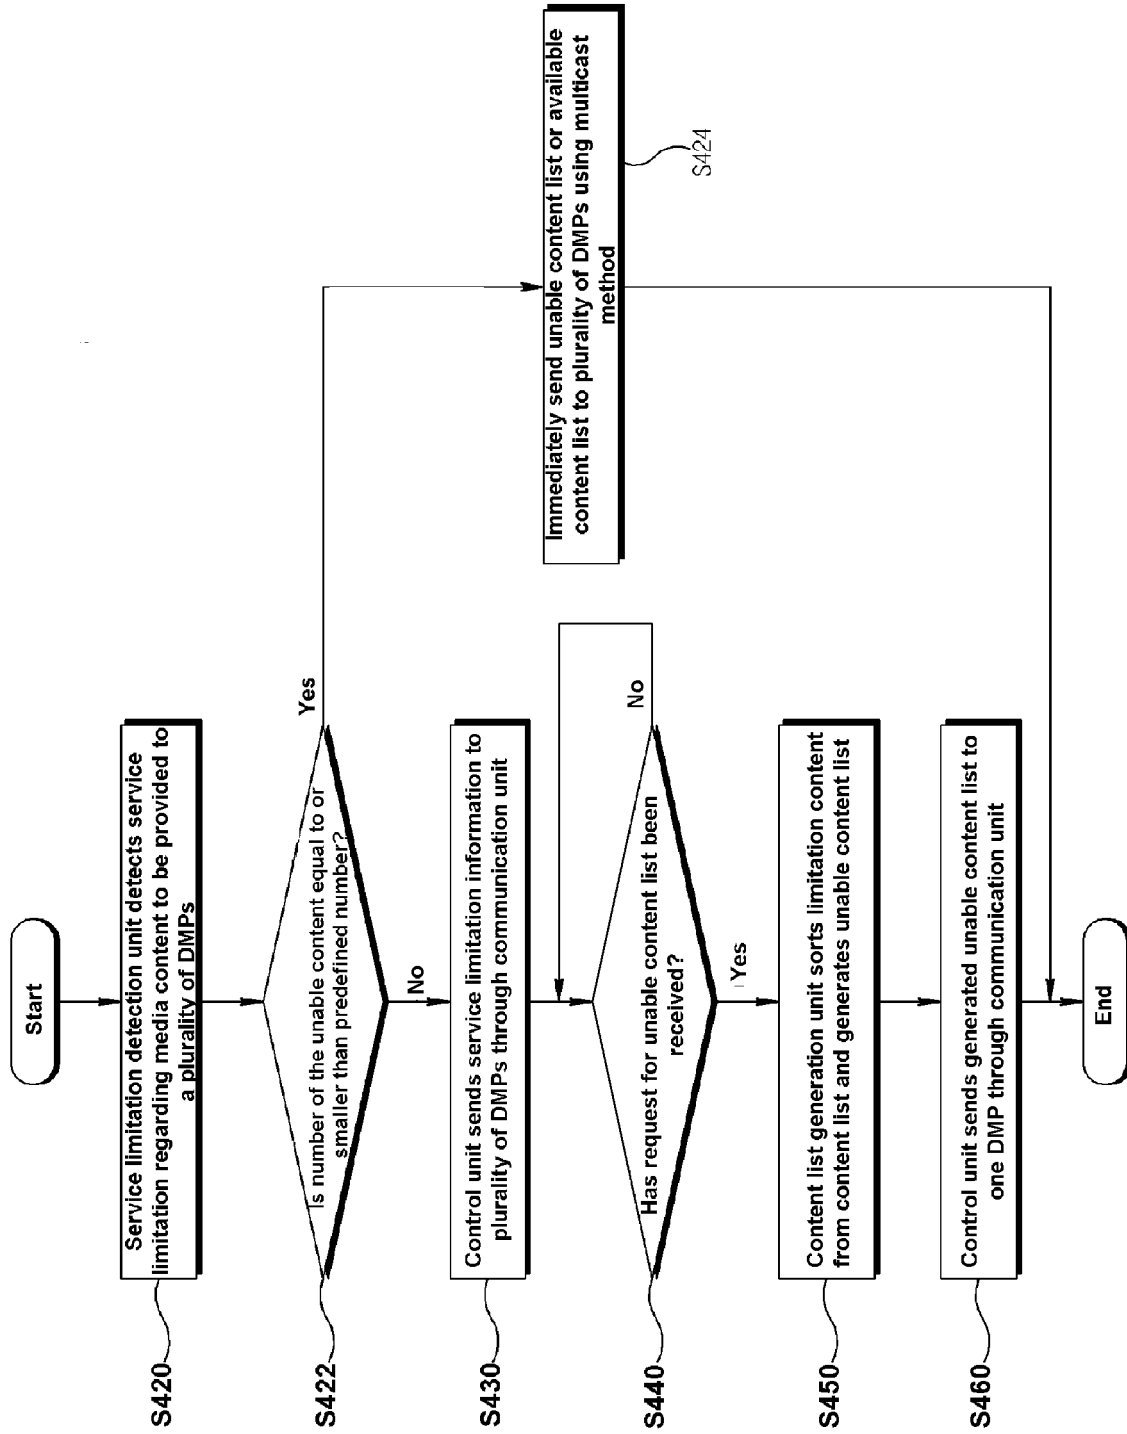 Start
S420
Service limitation detection unit detects service
limitation regarding media content to be provided to
a plurality of DMPs
S422
Is number of the unable content equal to or
smaller than predefined number?
Yes
No
Immediately send unable content list or available
content list to plurality of DMPs using multicast
method
S424
S430
Control unit sends service limitation information to
plurality of DMPs through communication unit
S440
Has request for unable content list been
received?
No
Yes
S450
Content list generation unit sorts limitation content
from content list and generates unable content list
S460
Control unit sends generated unable content list to
one DMP through communication unit
End